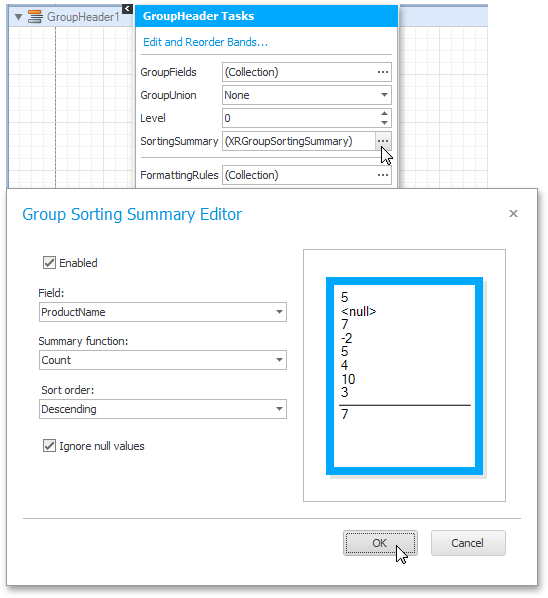 GroupHeader1
GroupHeader Tasks
Edit and Reorder Bands...
GroupFields (Collection) ...
GroupUnion None
Level 0
SortingSummary (XRGroupSortingSummary) ...
FormattingRules (Collection) ...
Group Sorting Summary Editor
Enabled
Field:
ProductName
Summary function:
Count
Sort order:
Descending
Ignore null values
5
<null>
7
-2
5
4
10
3
7
OK Cancel